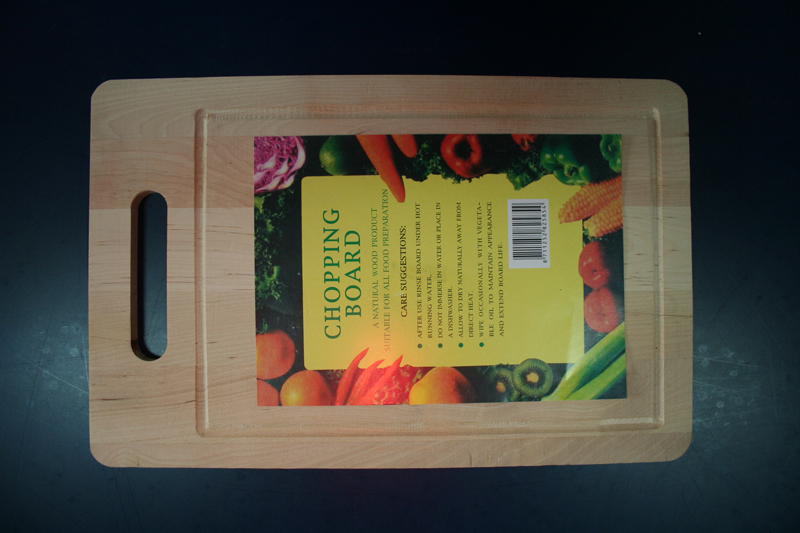 CHOPPING
BOARD
A NATURAL WOOD PRODUCT
SUITABLE FOR ALL FOOD PREPARATION
CARE SUGGESTIONS:
• AFTER USE RINSE BOARD UNDER HOT
RUNNING WATER.
• DO NOT IMMERSE IN WATER OR PLACE IN
A DISHWASHER.
• ALLOW TO DRY NATURALLY AWAY FROM
DIRECT HEAT.
• WIPE OCCASIONALLY WITH VEGETA-
BLE OIL TO MAINTAIN APPEARANCE
AND EXTEND BOARD LIFE.